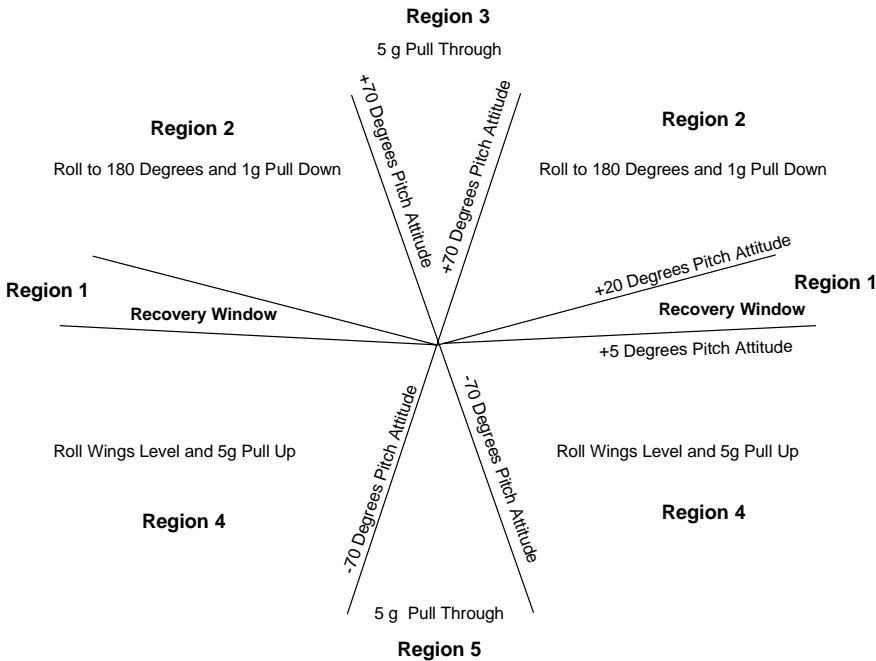 Region 3
5 g Pull Through
+70 Degrees Pitch Attitude
+70 Degrees Pitch Attitude
Region 2
Region 2
Roll to 180 Degrees and 1g Pull Down
Roll to 180 Degrees and 1g Pull Down
+20 Degrees Pitch Attitude
Region 1
Region 1
Recovery Window
Recovery Window
+5 Degrees Pitch Attitude
-70 Degrees Pitch Attitude
-70 Degrees Pitch Attitude
Roll Wings Level and 5g Pull Up
Roll Wings Level and 5g Pull Up
Region 4
Region 4
5 g Pull Through
Region 5